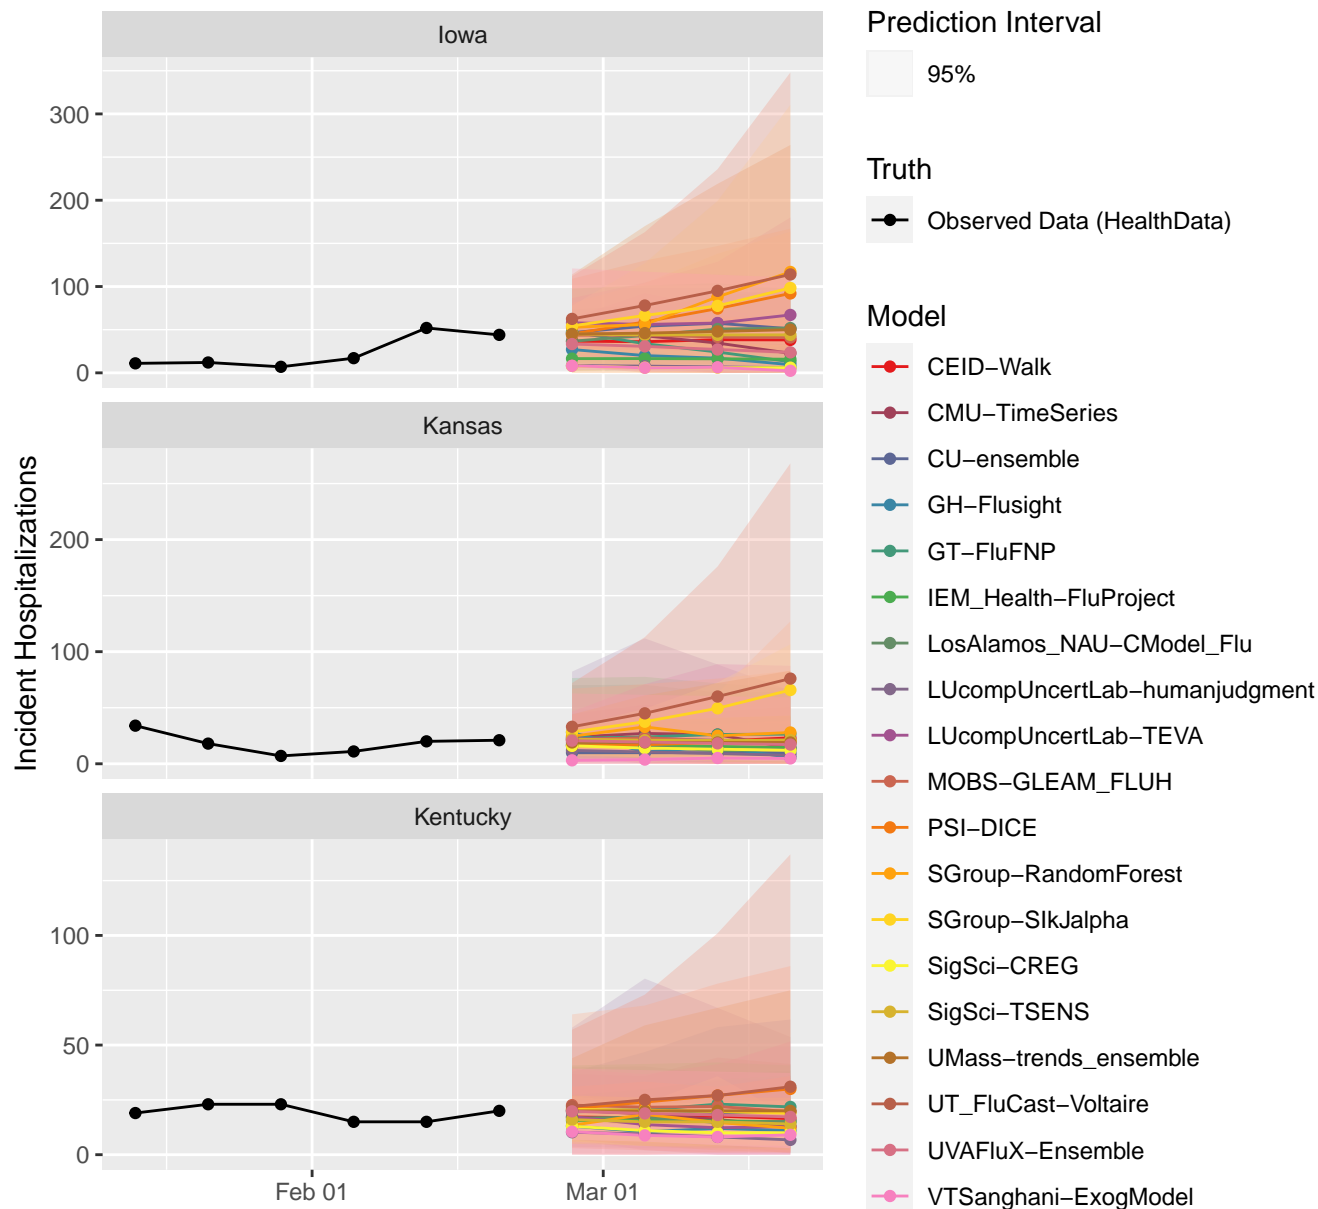 Iowa
300
200
100
0
Kansas
200
100
0
Kentucky
100
50
0
Feb 01
Mar 01
Incident Hospitalizations
Prediction Interval
95%
Truth
Observed Data (HealthData)
Model
CEID−Walk
CMU−TimeSeries
CU−ensemble
GH−Flusight
GT−FluFNP
IEM_Health−FluProject
LosAlamos_NAU−CModel_Flu
LUcompUncertLab−humanjudgment
LUcompUncertLab−TEVA
MOBS−GLEAM_FLUH
PSI−DICE
SGroup−RandomForest
SGroup−SIkJalpha
SigSci−CREG
SigSci−TSENS
UMass−trends_ensemble
UT_FluCast−Voltaire
UVAFluX−Ensemble
VTSanghani−ExogModel